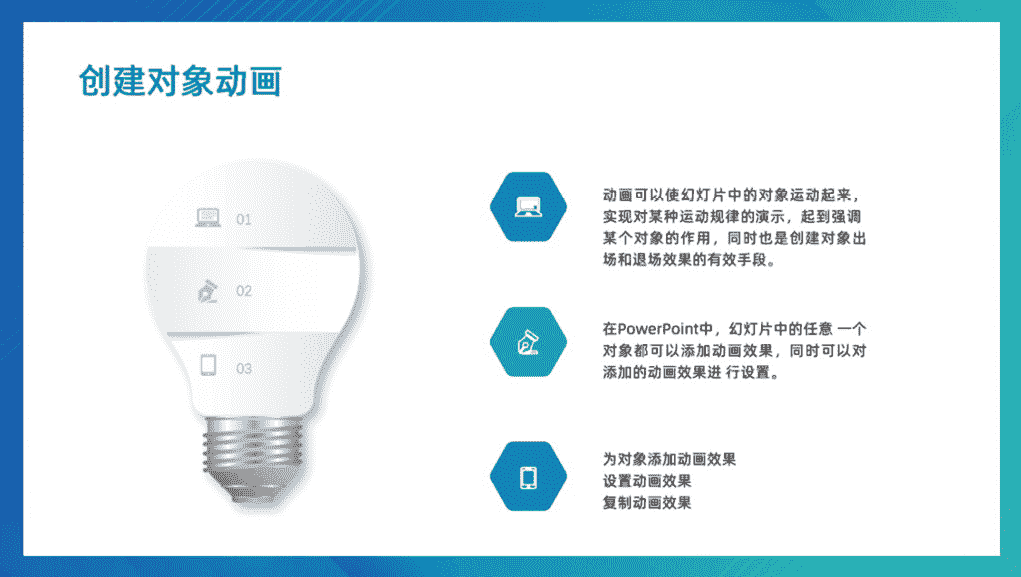 创建对象动画
01
02
03
动画可以使幻灯片中的对象运动起来，
实现对某种运动规律的演示，起到强调
某个对象的作用，同时也是创建对象出
场和退场效果的有效手段。
在PowerPoint中，幻灯片中的任意 一个
对象都可以添加动画效果，同时可以对
添加的动画效果进 行设置。
为对象添加动画效果
设置动画效果
复制动画效果